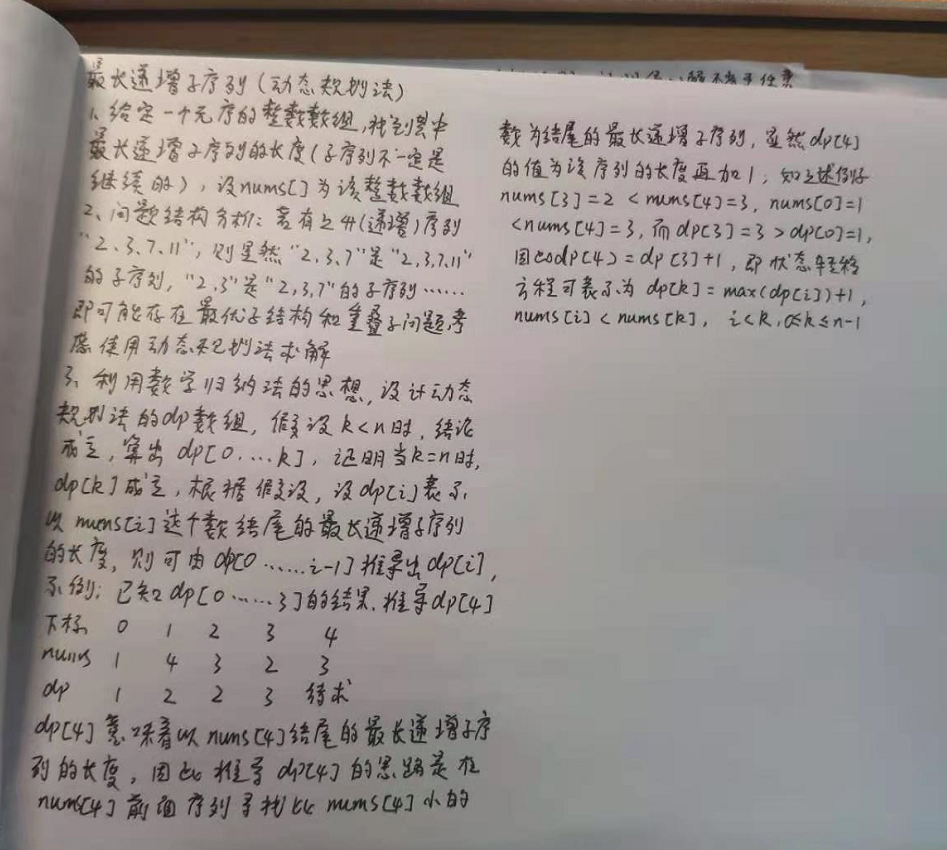 最长递增子序列(动态规划法)
1、给定一个无序的整数数组,找到其中
最长递增子序列的长度(子序列不一定是
继续的),设nums[]为该整数数组
2、问题结构分析:若有上升(递增)序列
"2、3、7、11",则显然"2,3、7"是"2,3,7,11"
的子序列,"2,3"是"2,3,7"的子序列……
即可能存在最优子结构和重叠子问题,考
虑使用动态规划法求解
3、利用数学归纳法的思想,设计动态
规划法的dp数组,假设k<n时,结论
成立,算出dp[0....k],证明当k=n时,
dp[k]成立,根据假设,设dp[i]表示
以nums[i]这个数结尾的最长递增子序列
的长度,则可由dp[0……i-1]推导出dp[i],
示例:已知dp[0……3]的结果,推导dp[4]
下标 0 1 2 3 4
nums 1 4 3 2 3
dp 1 2 2 3 待求
dp[4]意味着以nums[4]结尾的最长递增子序
列的长度,因此推导dp[4]的思路是在
nums[4]前面序列寻找比nums[4]小的
数为结尾的最长递增子序列,显然dp[4]
的值为该序列的长度再加1,如上述例子
nums[3]=2<nums[4]=3,nums[0]=1
<nums[4]=3,而dp[3]=3>dp[0]=1,
因此dp[4]=dp[3]+1,即状态转移
方程可表示为dp[k]=max(dp[i])+1,
nums[i]<nums[k], i<k,0≤k≤n-1